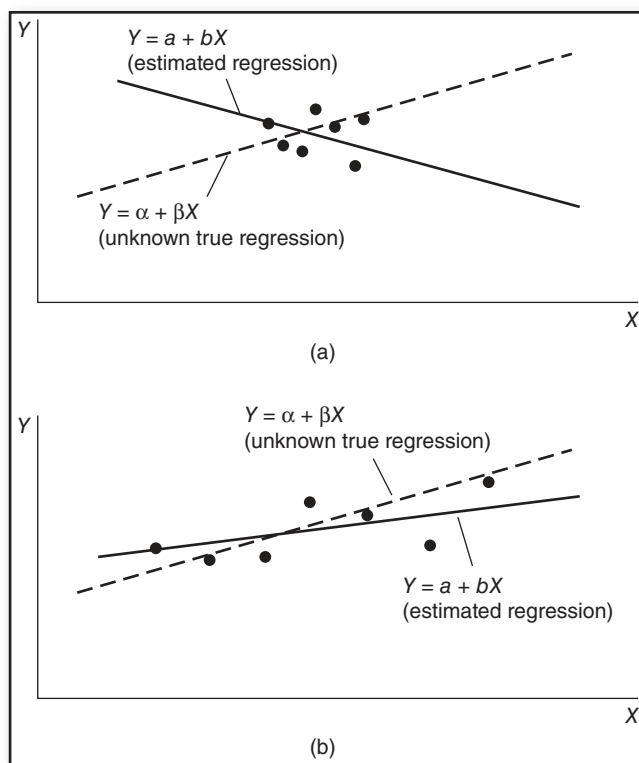 Y
Y = a + bX
(estimated regression)
Y = α + βX
(unknown true regression)
X
(a)
Y
Y = α + βX
(unknown true regression)
Y = a + bX
(estimated regression)
X
(b)